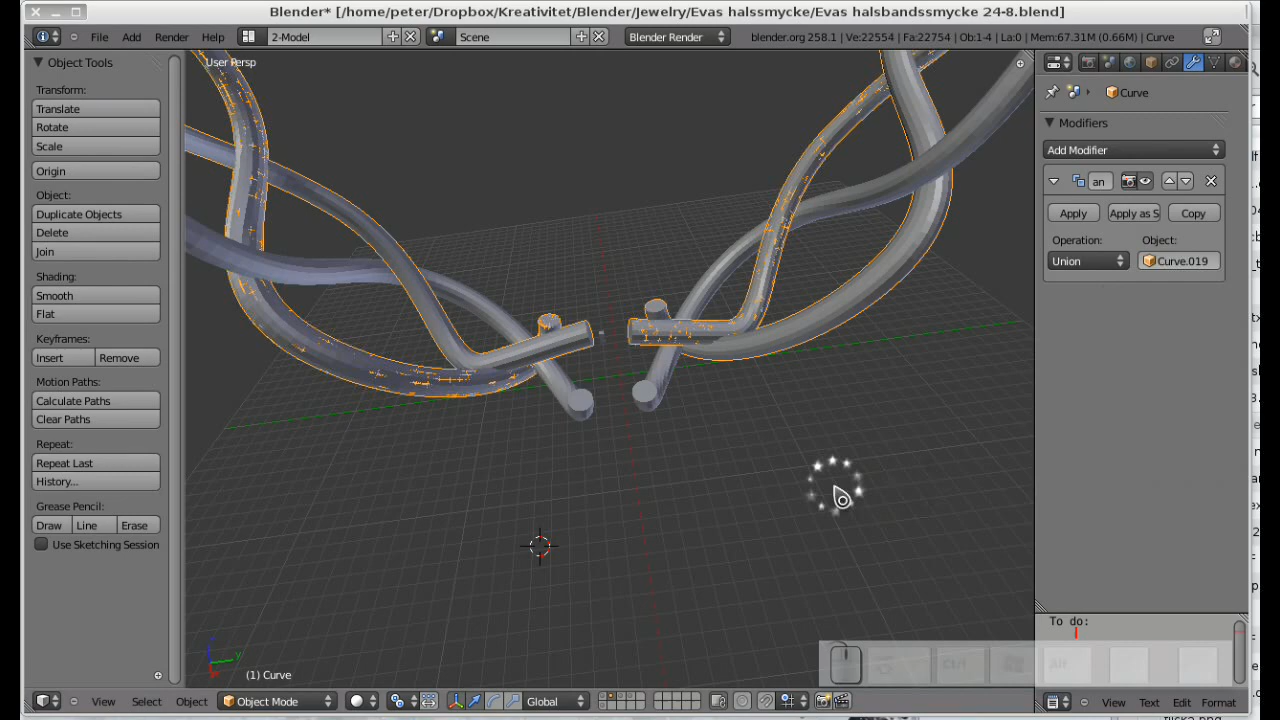 Blender* [/home/peter/Dropbox/Kreativitet/Blender/Jewelry/Evas halssmycke/Evas halsbandssmycke 24-8.blend]
File Add Render Help 2-Model Scene Blender Render blender.org 258.1 | Ve:22554 | Fa:22754 | Ob:1-4 | La:0 | Mem:67.31M (0.66M) | Curve
Object Tools
Transform:
Translate
Rotate
Scale
Origin
Object:
Duplicate Objects
Delete
Join
Shading:
Smooth
Flat
Keyframes:
Insert Remove
Motion Paths:
Calculate Paths
Clear Paths
Repeat:
Repeat Last
History...
Grease Pencil:
Draw Line Erase
Use Sketching Session
User Persp
y
(1) Curve
View Select Object Object Mode Global
Curve
Modifiers
Add Modifier
an
Apply Apply as S Copy
Operation: Object:
Union Curve.019
To do:
Ctrl Alt
View Text Edit Format